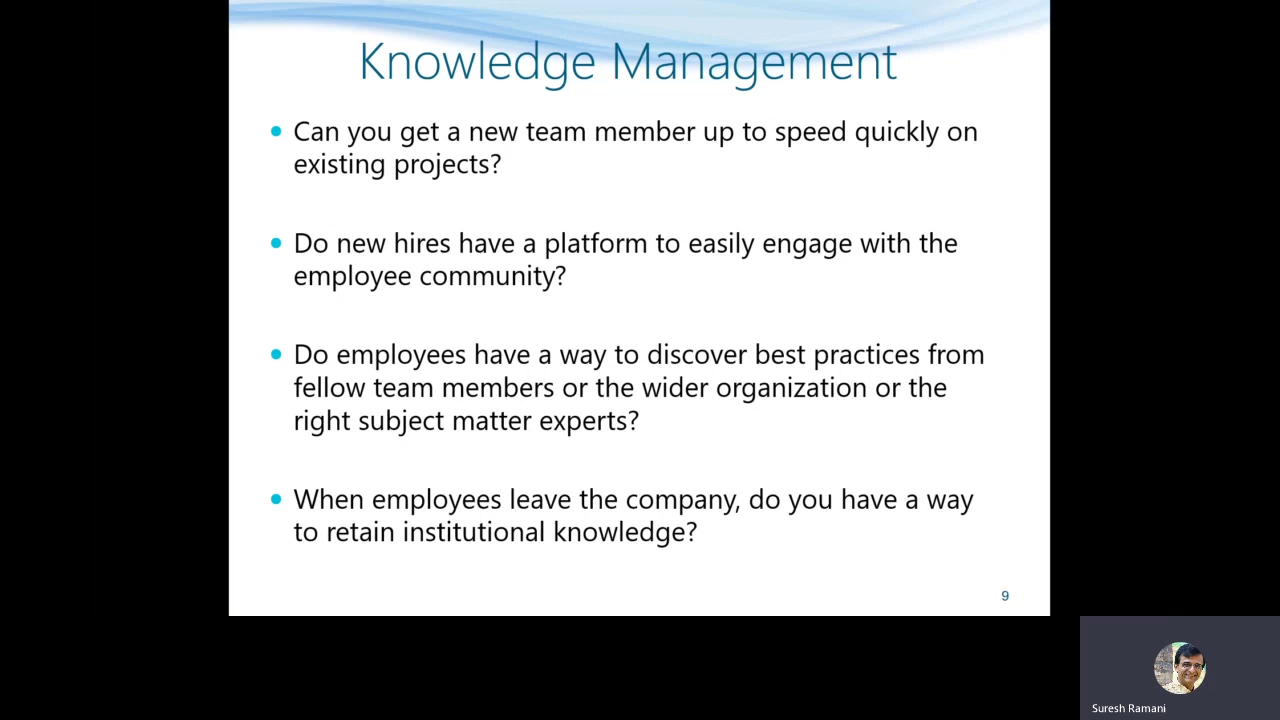 Knowledge Management
• Can you get a new team member up to speed quickly on
existing projects?
• Do new hires have a platform to easily engage with the
employee community?
• Do employees have a way to discover best practices from
fellow team members or the wider organization or the
right subject matter experts?
• When employees leave the company, do you have a way
to retain institutional knowledge?
9
Suresh Ramani